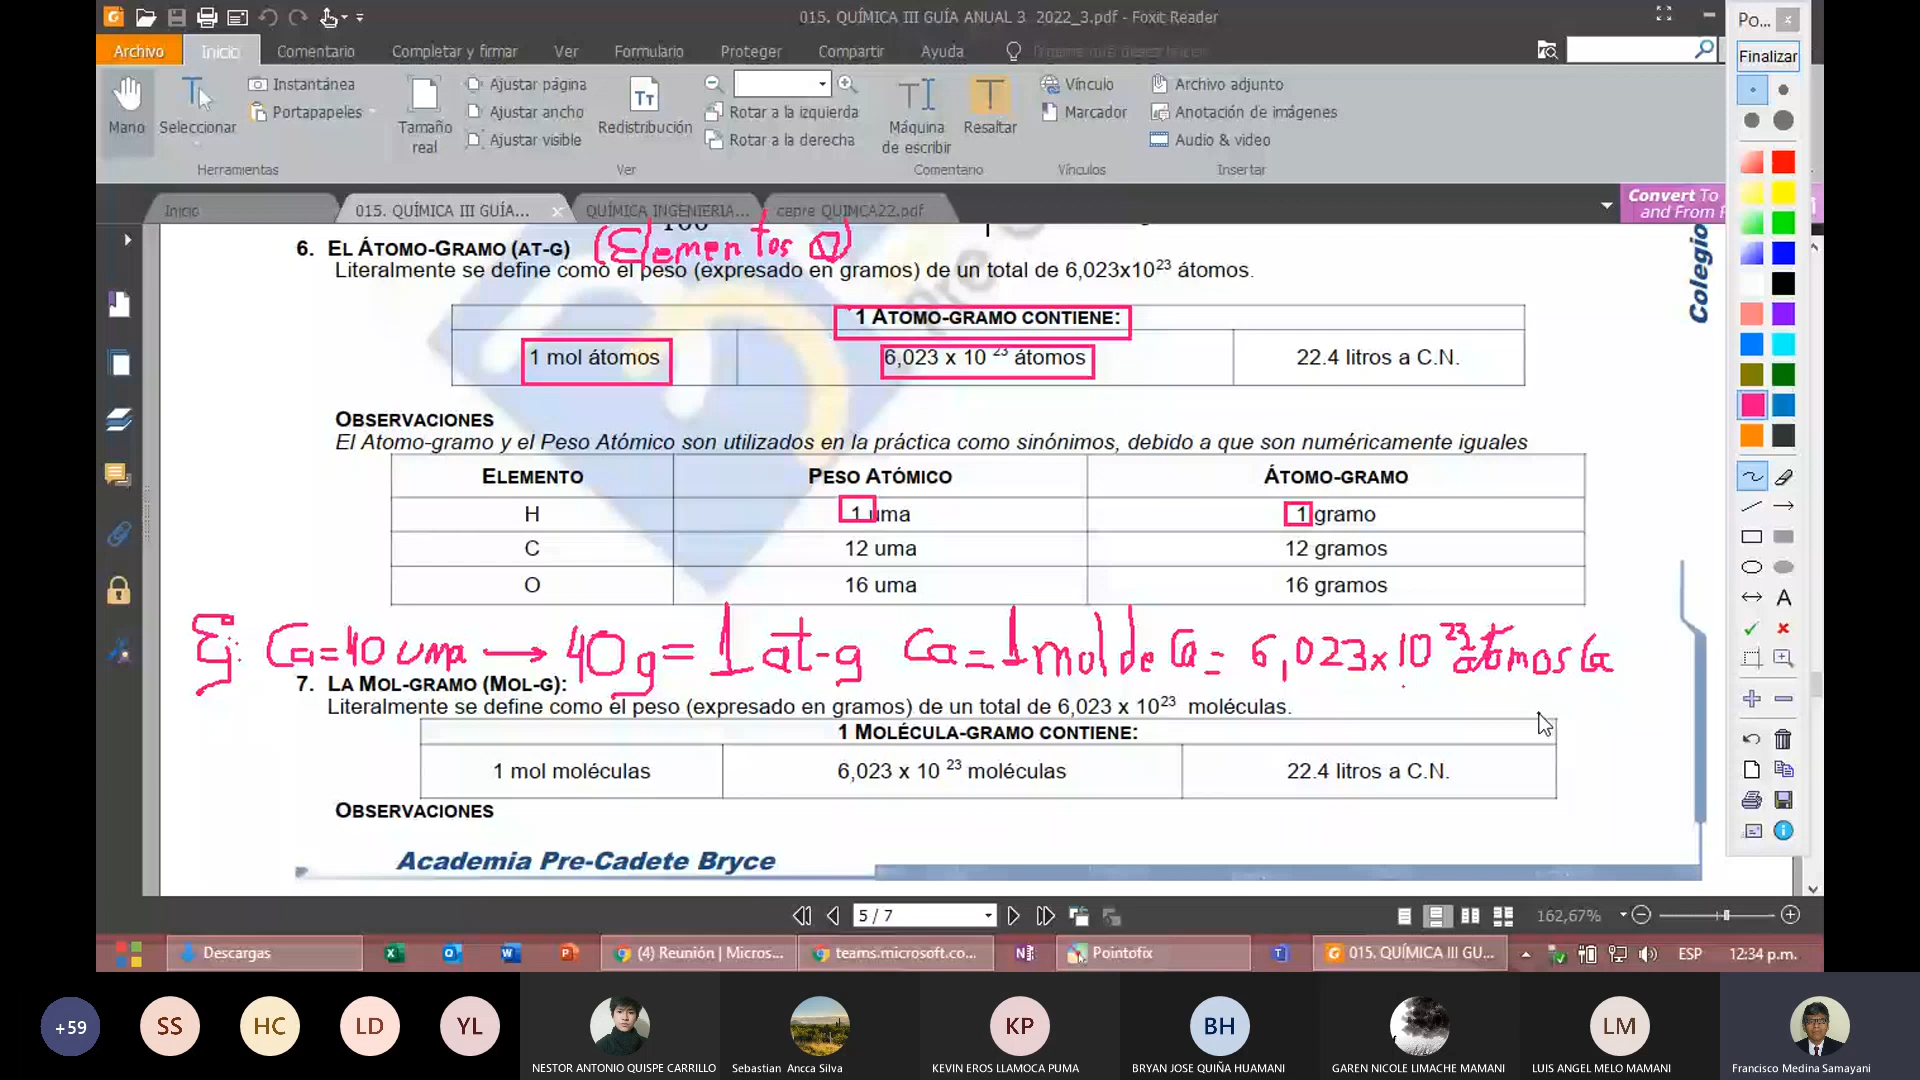 015. QUÍMICA III GUÍA ANUAL 3 2022_3.pdf - Foxit Reader
Po...
Archivo Inicio Comentario Completar y firmar Ver Formulario Proteger Compartir Ayuda
Finalizar
Mano
Seleccionar
Instantánea
Portapapeles
Herramientas
Tamaño real
Ajustar página
Ajustar ancho
Ajustar visible
Redistribución
Rotar a la izquierda
Rotar a la derecha
Ver
Máquina de escribir
Resaltar
Comentario
Vínculo
Marcador
Vínculos
Archivo adjunto
Anotación de imágenes
Audio & video
Insertar
Inicio
015. QUÍMICA III GUÍA...
QUÍMICA INGENIERIA...
cepre QUIMCA22.pdf
Convert To
and From
6. EL ÁTOMO-GRAMO (AT-G) (Elementos Q)
Literalmente se define como el peso (expresado en gramos) de un total de 6,023x10²³ átomos.
1 ATOMO-GRAMO CONTIENE:
1 mol átomos 6,023 x 10 ²³ átomos 22.4 litros a C.N.
OBSERVACIONES
El Atomo-gramo y el Peso Atómico son utilizados en la práctica como sinónimos, debido a que son numéricamente iguales
ELEMENTO PESO ATÓMICO ÁTOMO-GRAMO
H 1 uma 1 gramo
C 12 uma 12 gramos
O 16 uma 16 gramos
Ej: Ca=40 uma → 40g = 1 at-g Ca = 1 mol de Ca = 6,023x10²³ átomos Ca
7. LA MOL-GRAMO (MOL-G):
Literalmente se define como el peso (expresado en gramos) de un total de 6,023 x 10²³ moléculas.
1 MOLÉCULA-GRAMO CONTIENE:
1 mol moléculas 6,023 x 10 ²³ moléculas 22.4 litros a C.N.
OBSERVACIONES
Academia Pre-Cadete Bryce
Colegio
5 / 7
162,67%
Descargas
(4) Reunión | Micros...
teams.microsoft.co...
Pointofix
015. QUÍMICA III GU...
ESP
12:34 p.m.
+59 SS HC LD YL KP BH LM
NESTOR ANTONIO QUISPE CARRILLO
Sebastian Ancca Silva
KEVIN EROS LLAMOCA PUMA
BRYAN JOSE QUIÑA HUAMANI
GAREN NICOLE LIMACHE MAMANI
LUIS ANGEL MELO MAMANI
Francisco Medina Samayani